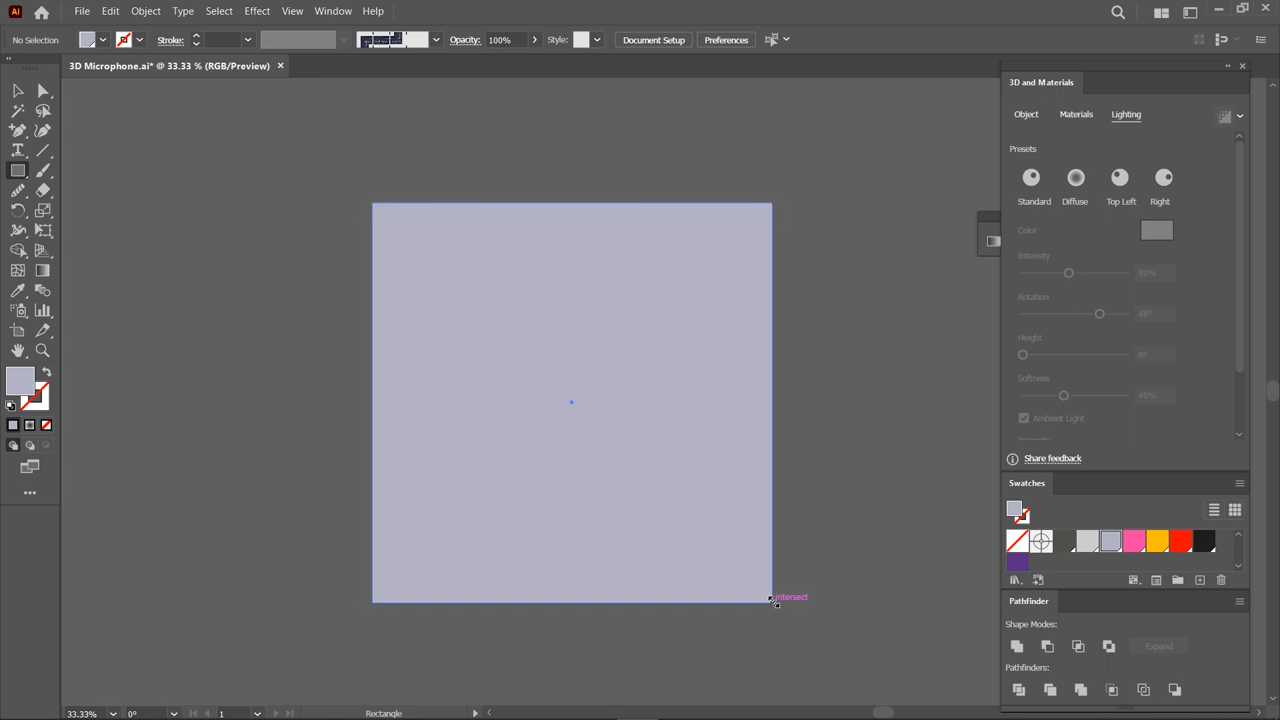 Ai File Edit Object Type Select Effect View Window Help
No Selection Stroke: Opacity: 100% Style: Document Setup Preferences
3D Microphone.ai* @ 33.33 % (RGB/Preview)
3D and Materials
Object Materials Lighting
Presets
Standard Diffuse Top Left Right
Color
Intensity
90%
Rotation
88°
Height
0°
Softness
40%
Ambient Light
Share feedback
Swatches
intersect
Pathfinder
Shape Modes:
Expand
Pathfinders:
33.33% 0° 1 Rectangle